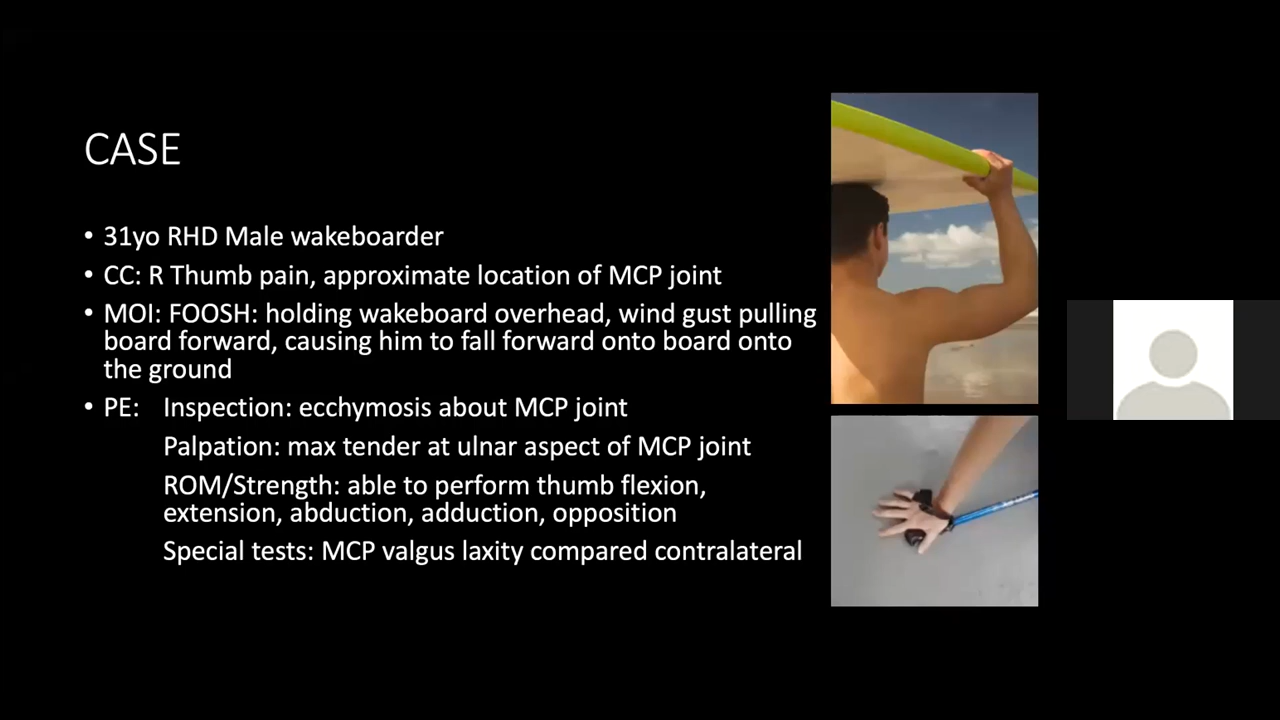 CASE
• 31yo RHD Male wakeboarder
• CC: R Thumb pain, approximate location of MCP joint
• MOI: FOOSH: holding wakeboard overhead, wind gust pulling
board forward, causing him to fall forward onto board onto
the ground
• PE: Inspection: ecchymosis about MCP joint
Palpation: max tender at ulnar aspect of MCP joint
ROM/Strength: able to perform thumb flexion,
extension, abduction, adduction, opposition
Special tests: MCP valgus laxity compared contralateral